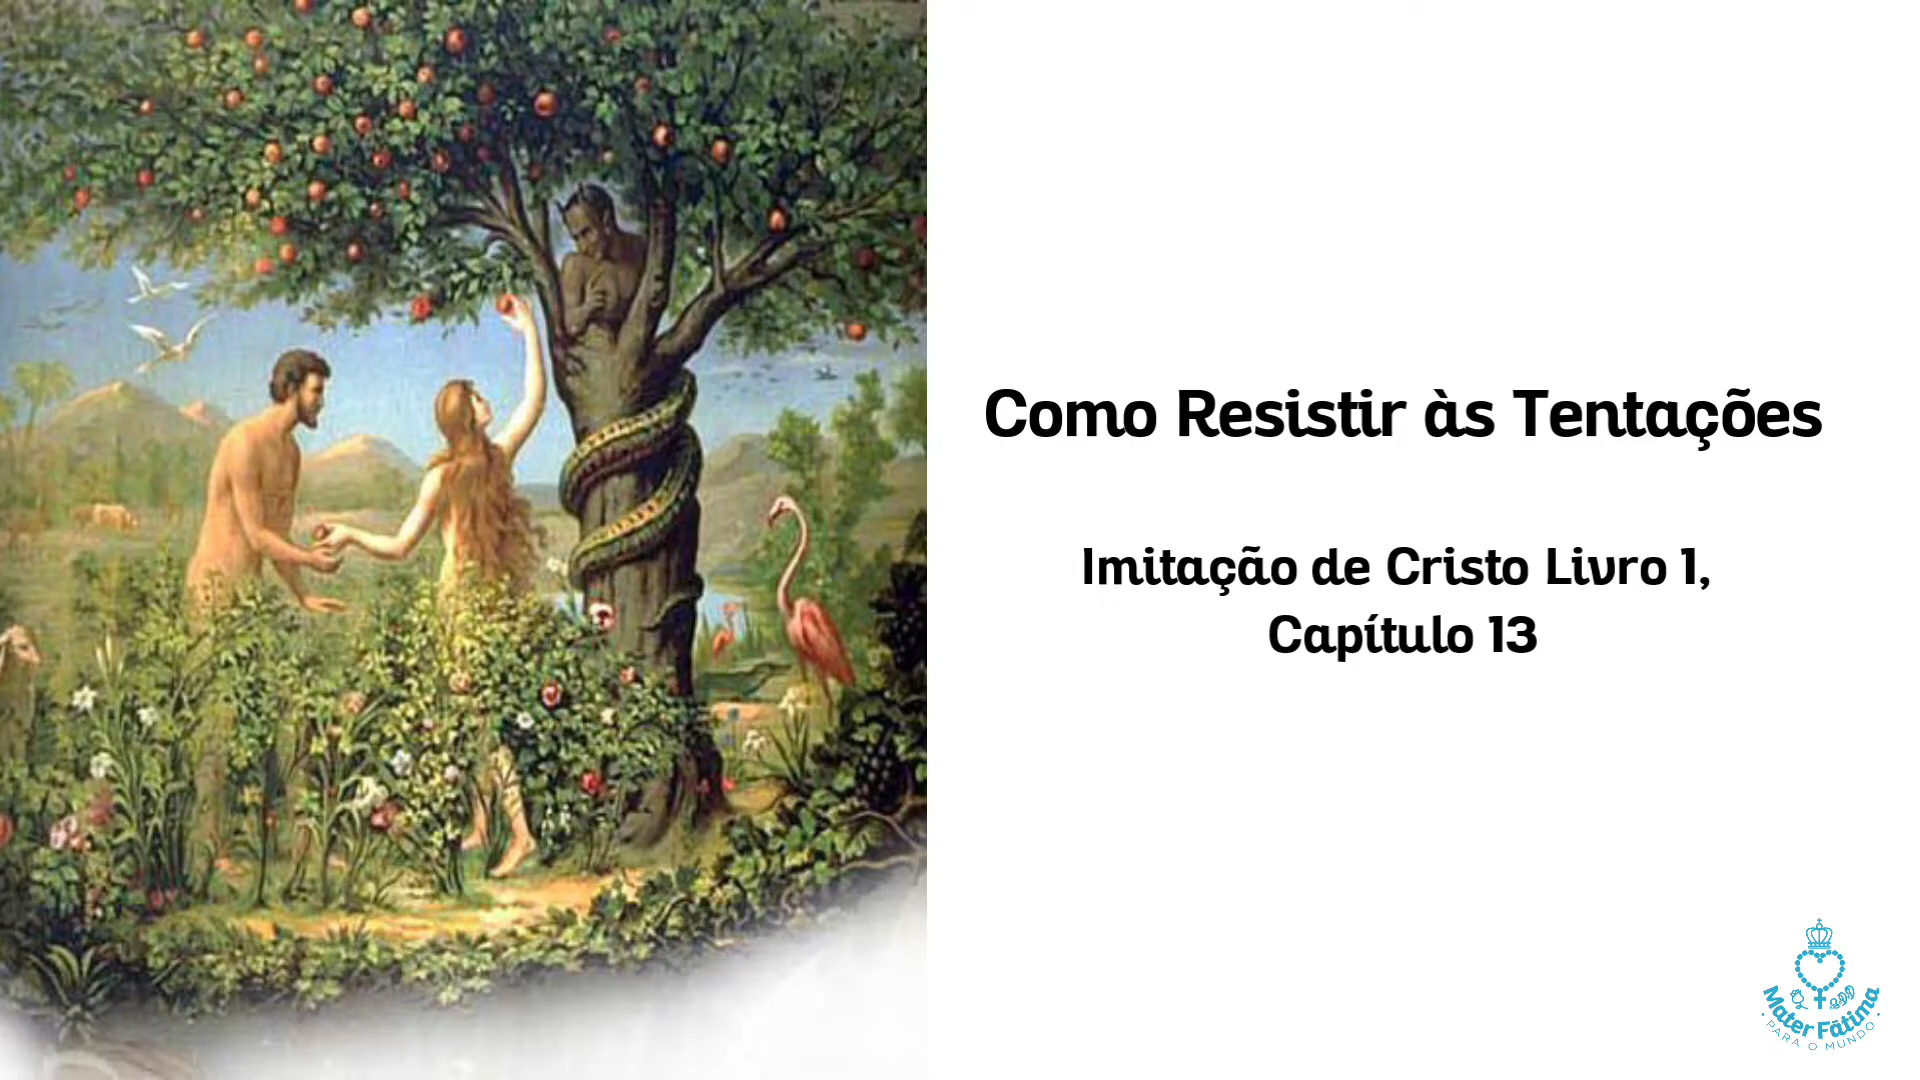 Como Resistir às Tentações
Imitação de Cristo Livro 1,
Capítulo 13
Mater Fátima
· PARA O MUNDO ·